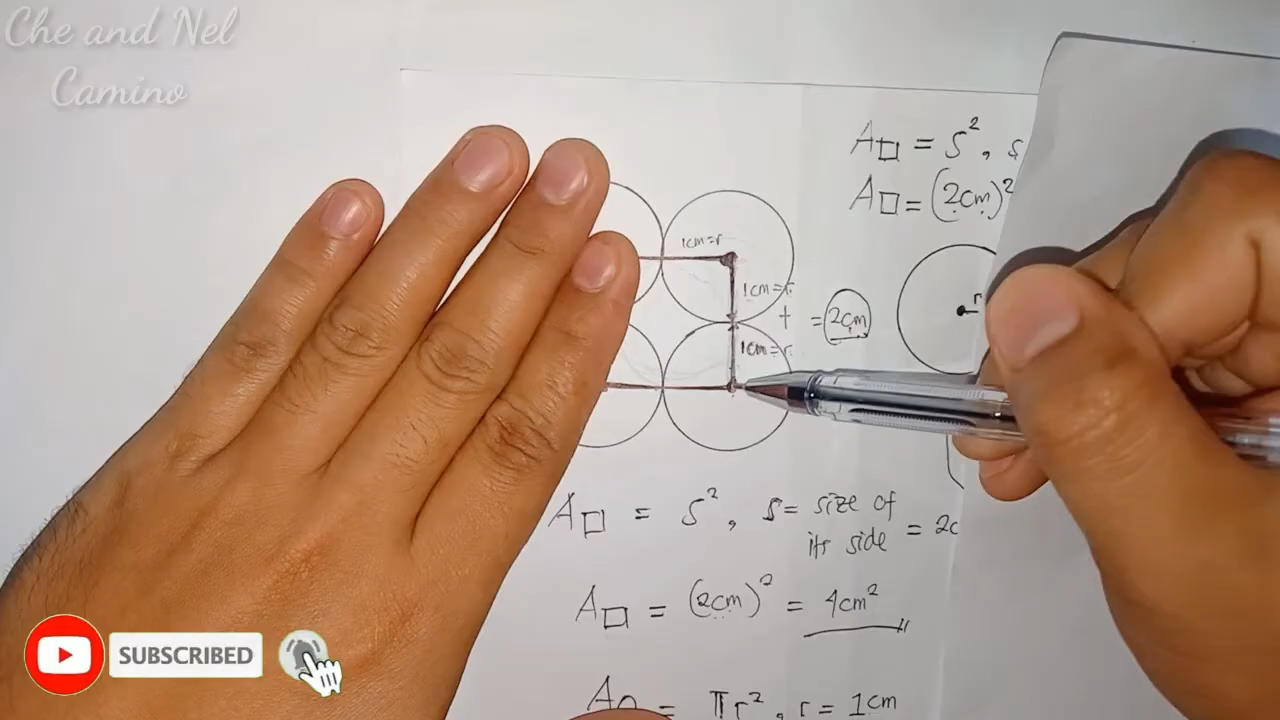 Che and Nel
Camino
A□ = s², s
A□ = (2cm)²
1cm=r
1cm=r
+
= 2cm
1cm=r
r
A□ = s², s = size of
its side = 2c
A□ = (2cm)² = 4cm²
= πr², r = 1cm
SUBSCRIBED